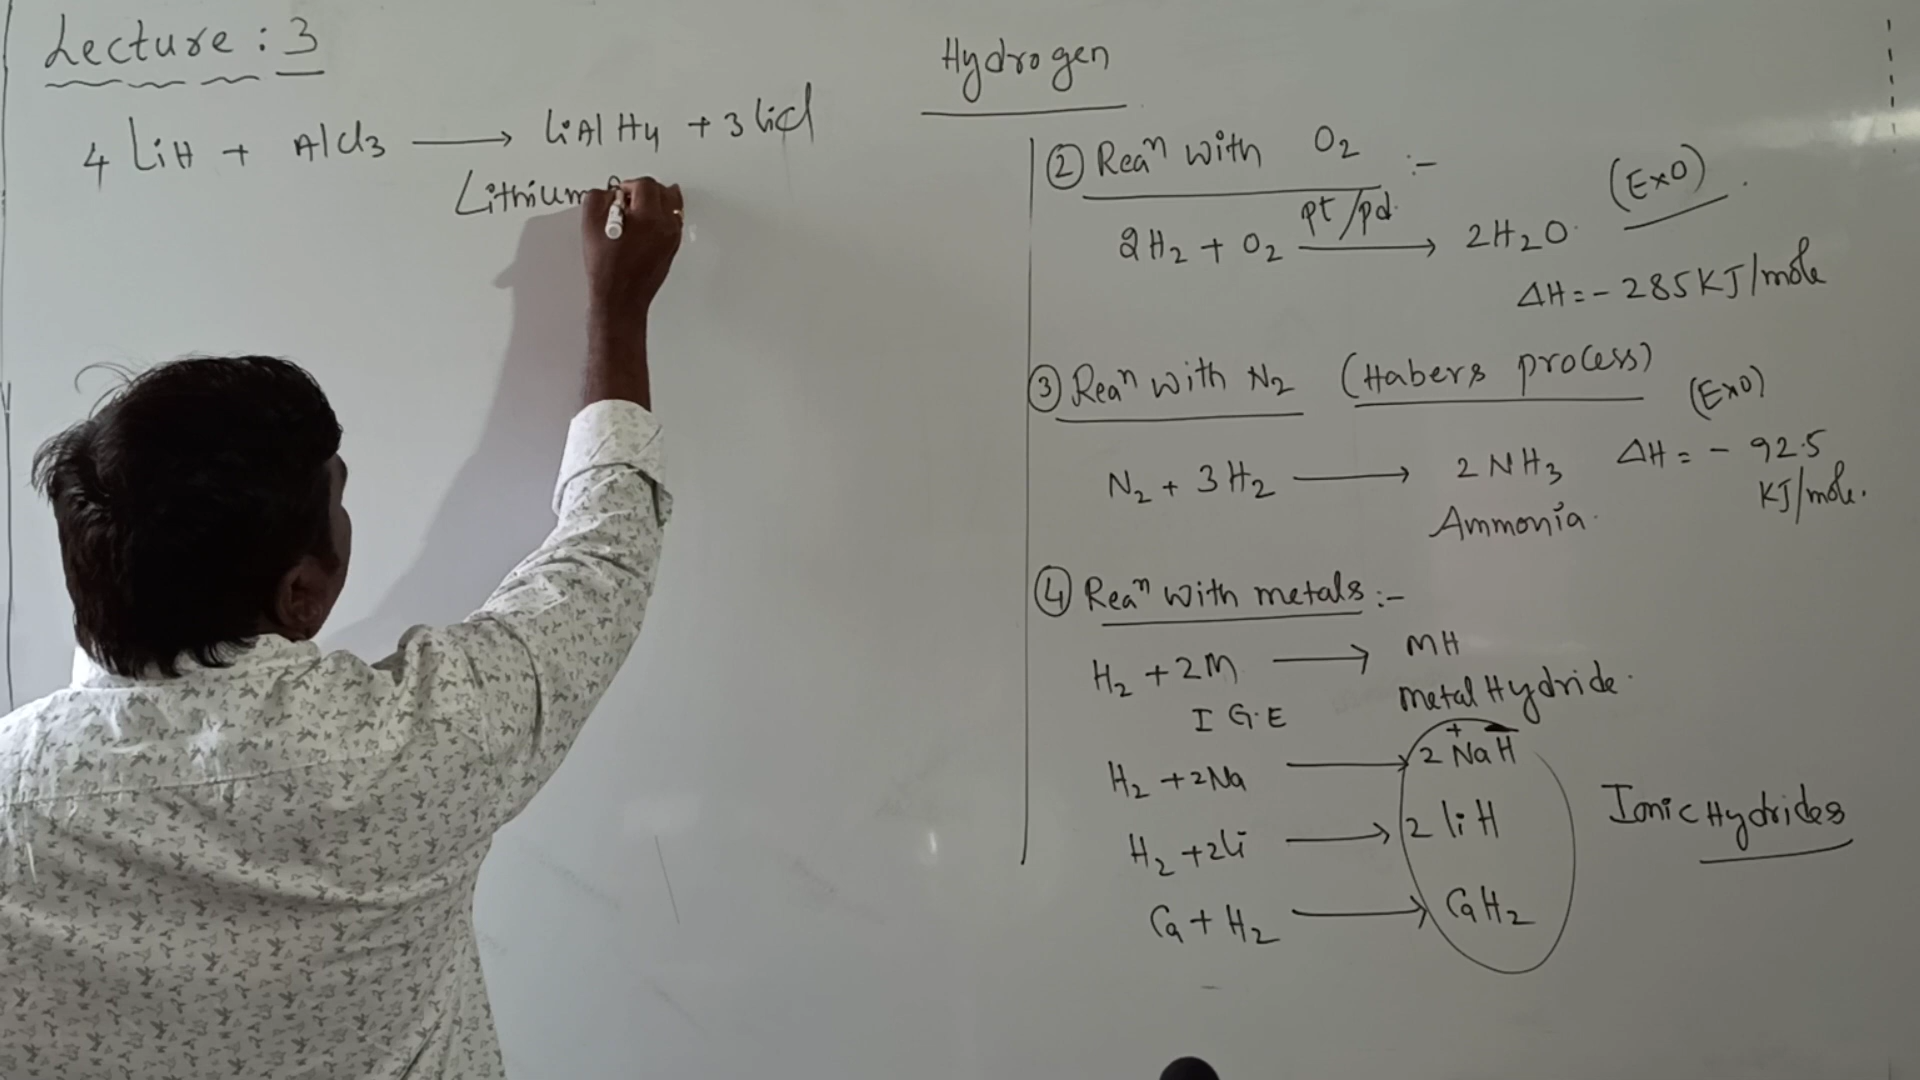 Lecture : 3
4 LiH + AlCl3 ⟶ LiAlH4 + 3 LiCl
Lithium
Hydrogen
② Reaⁿ with O2 :-
2H2 + O2 ⟶ 2H2O. (Exo).
pt/pd.
ΔH = - 285 KJ/mole
③ Reaⁿ with N2 (Habers process)
(Exo)
N2 + 3H2 ⟶ 2NH3 ΔH = - 92.5 KJ/mole.
Ammonia.
④ Reaⁿ with metals :-
H2 + 2M ⟶ MH
I G.E Metal Hydride.
+ -
H2 + 2Na ⟶ 2 NaH
H2 + 2Li ⟶ 2 LiH Ionic Hydrides
Ca + H2 ⟶ CaH2